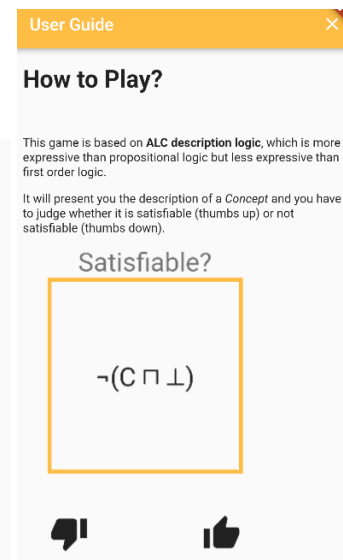 User Guide
How to Play?
This game is based on ALC description logic, which is more
expressive than propositional logic but less expressive than
first order logic.
It will present you the description of a Concept and you have
to judge whether it is satisfiable (thumbs up) or not
satisfiable (thumbs down).
Satisfiable?
¬(C ⊓ ⊥)